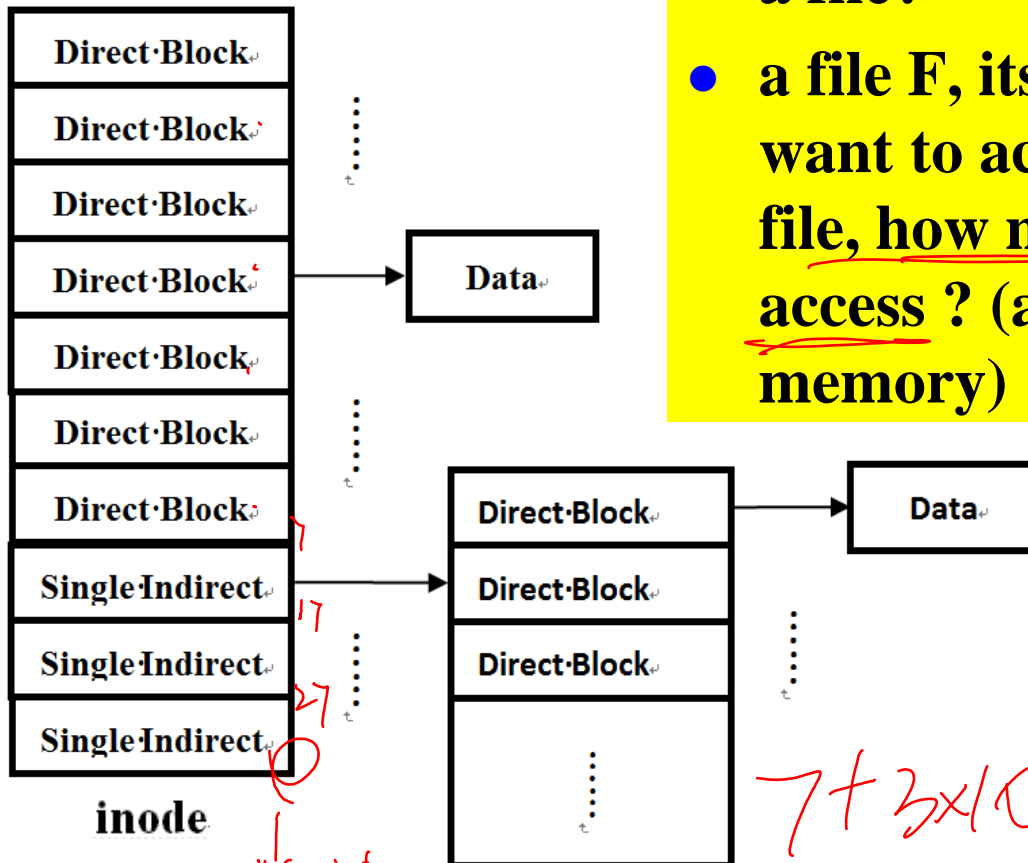 Direct·Block
Direct·Block
Direct·Block
Direct·Block
Direct·Block
Direct·Block
Direct·Block
Single·Indirect
Single·Indirect
Single·Indirect
inode
7
17
27
Data
● a file F, its
want to ac
file, how n
access ? (a
memory)
Direct·Block
Direct·Block
Direct·Block
Data
7+3×10